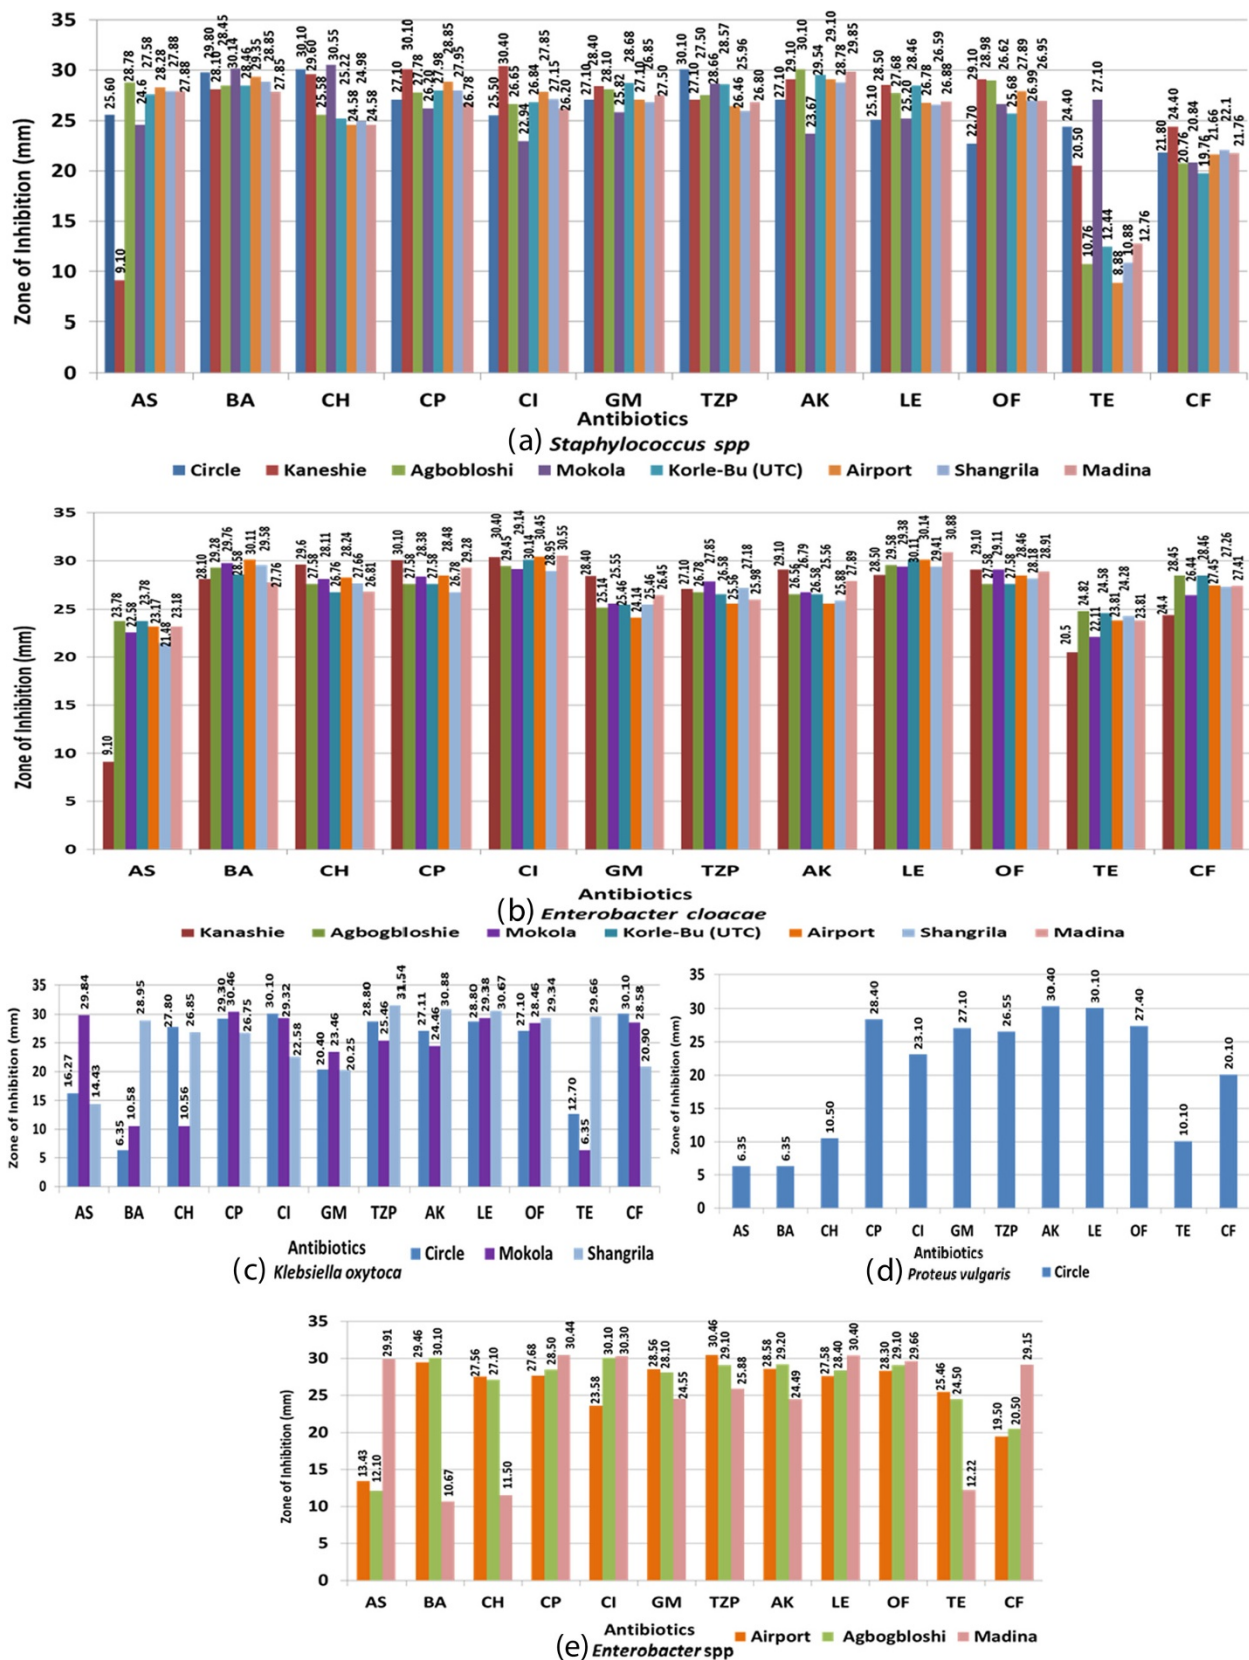 Zone of Inhibition (mm)
35
30
25
20
15
10
5
0
25.60 9.10 28.78 24.6 27.58 28.28 27.88 27.88
29.80 28.10 28.45 30.14 28.46 29.35 28.85 27.85
30.10 29.60 25.58 30.55 25.22 24.58 24.98 24.58
27.10 30.10 27.78 26.20 27.98 28.85 27.95 26.78
25.50 30.40 26.65 22.94 26.84 27.85 27.15 26.20
27.10 28.40 28.10 25.82 28.68 27.10 26.85 27.50
30.10 27.10 27.50 28.66 28.57 26.46 25.96 26.80
27.10 29.10 30.10 23.67 29.54 29.10 28.78 29.85
25.10 28.50 27.68 25.20 28.46 26.78 26.59 26.88
22.70 29.10 28.98 26.62 25.68 27.89 26.99 26.95
24.40 20.50 10.76 27.10 12.44 8.88 10.88 12.76
21.80 24.40 20.76 20.84 19.76 21.66 22.1 21.76
AS BA CH CP CI GM TZP AK LE OF TE CF
Antibiotics
(a) Staphylococcus spp
Circle Kaneshie Agbobloshi Mokola Korle-Bu (UTC) Airport Shangrila Madina
Zone of Inhibition (mm)
35
30
25
20
15
10
5
0
9.10 23.78 22.58 23.78 23.17 21.48 23.18
28.10 29.28 29.76 28.58 30.11 29.58 27.76
29.6 27.58 28.11 26.76 28.24 27.66 26.81
30.10 27.58 28.38 27.58 28.48 26.78 29.28
30.40 29.45 29.14 30.14 30.45 28.95 30.55
28.40 25.14 25.55 25.46 24.14 25.46 26.45
27.10 26.78 27.85 26.58 25.56 27.18 25.98
29.10 26.56 26.79 26.58 25.56 25.88 27.89
28.50 29.58 29.38 30.11 30.14 29.41 30.88
29.10 27.58 29.11 27.58 28.46 28.18 28.91
20.5 24.82 22.11 24.58 23.81 24.28 23.81
24.4 28.45 26.44 28.46 27.45 27.26 27.41
AS BA CH CP CI GM TZP AK LE OF TE CF
Antibiotics
(b) Enterobacter cloacae
Kanashie Agbogbloshie Mokola Korle-Bu (UTC) Airport Shangrila Madina
Zone of Inhibition (mm)
35
30
25
20
15
10
5
0
16.27 29.84 14.43
6.35 10.58 28.95
27.80 10.56 26.85
29.30 30.46 26.75
30.10 29.32 22.58
20.40 23.46 20.25
28.80 25.46 31.54
27.11 24.46 30.88
28.80 29.38 30.67
27.10 28.46 29.34
12.70 6.35 29.66
30.10 28.58 20.90
AS BA CH CP CI GM TZP AK LE OF TE CF
Antibiotics
(c) Klebsiella oxytoca
Circle Mokola Shangrila
Zone of Inhibition (mm)
35
30
25
20
15
10
5
0
6.35 6.35 10.50 28.40 23.10 27.10 26.55 30.40 30.10 27.40 10.10 20.10
AS BA CH CP CI GM TZP AK LE OF TE CF
Antibiotics
(d) Proteus vulgaris
Circle
Zone of Inhibition (mm)
35
30
25
20
15
10
5
0
13.43 12.10 29.91
29.46 30.10 10.67
27.56 27.10 11.50
27.68 28.50 30.44
23.58 30.10 30.30
28.56 28.10 24.55
30.46 29.10 25.88
28.58 29.20 24.49
27.58 28.40 30.40
28.30 29.10 29.66
25.46 24.50 12.22
19.50 20.50 29.15
AS BA CH CP CI GM TZP AK LE OF TE CF
Antibiotics
(e) Enterobacter spp
Airport Agbogbloshi Madina